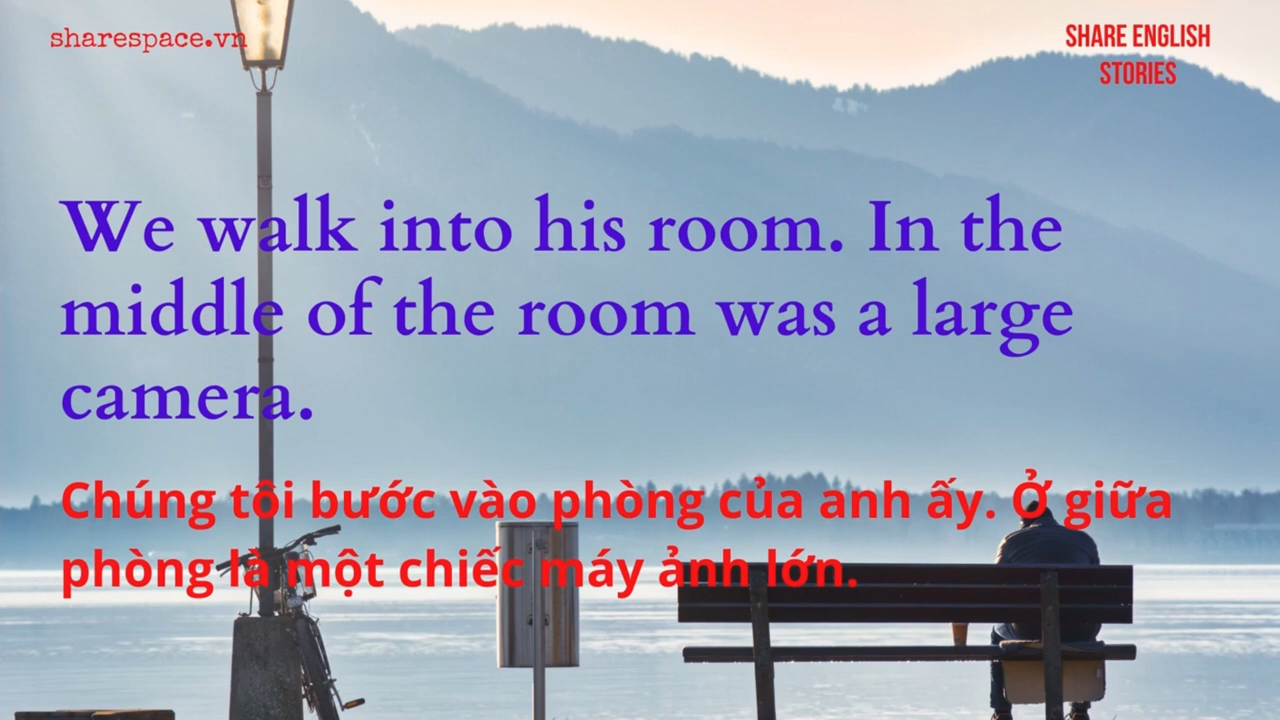 sharespace.vn
SHARE ENGLISH
STORIES
We walk into his room. In the
middle of the room was a large
camera.
Chúng tôi bước vào phòng của anh ấy. Ở giữa
phòng là một chiếc máy ảnh lớn.